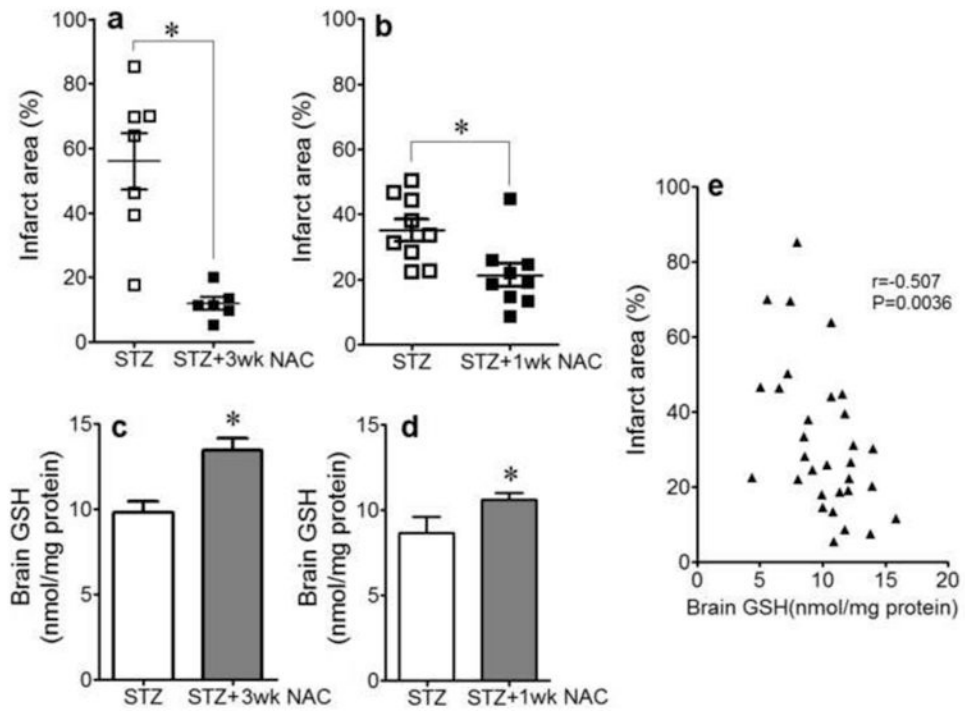 a
Infarct area (%)
100
80
60
40
20
0
*
STZ STZ+3wk NAC
b
Infarct area (%)
100
80
60
40
20
0
*
STZ STZ+1wk NAC
c
Brain GSH
(nmol/mg protein)
15
10
5
0
*
STZ STZ+3wk NAC
d
Brain GSH
(nmol/mg protein)
15
10
5
0
*
STZ STZ+1wk NAC
e
Infarct area (%)
100
80
60
40
20
0
r=-0.507
P=0.0036
0 5 10 15 20
Brain GSH(nmol/mg protein)